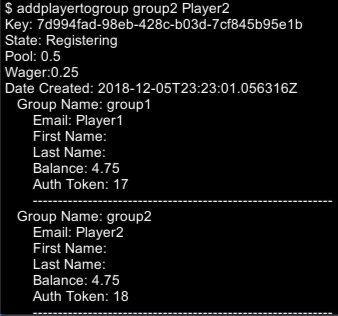 $ addplayertogroup group2 Player2
Key: 7d994fad-98eb-428c-b03d-7cf845b95e1b
State: Registering
Pool: 0.5
Wager:0.25
Date Created: 2018-12-05T23:23:01.056316Z
Group Name: group1
Email: Player1
First Name:
Last Name:
Balance: 4.75
Auth Token: 17
------------------------------------------------------------
Group Name: group2
Email: Player2
First Name:
Last Name:
Balance: 4.75
Auth Token: 18
------------------------------------------------------------